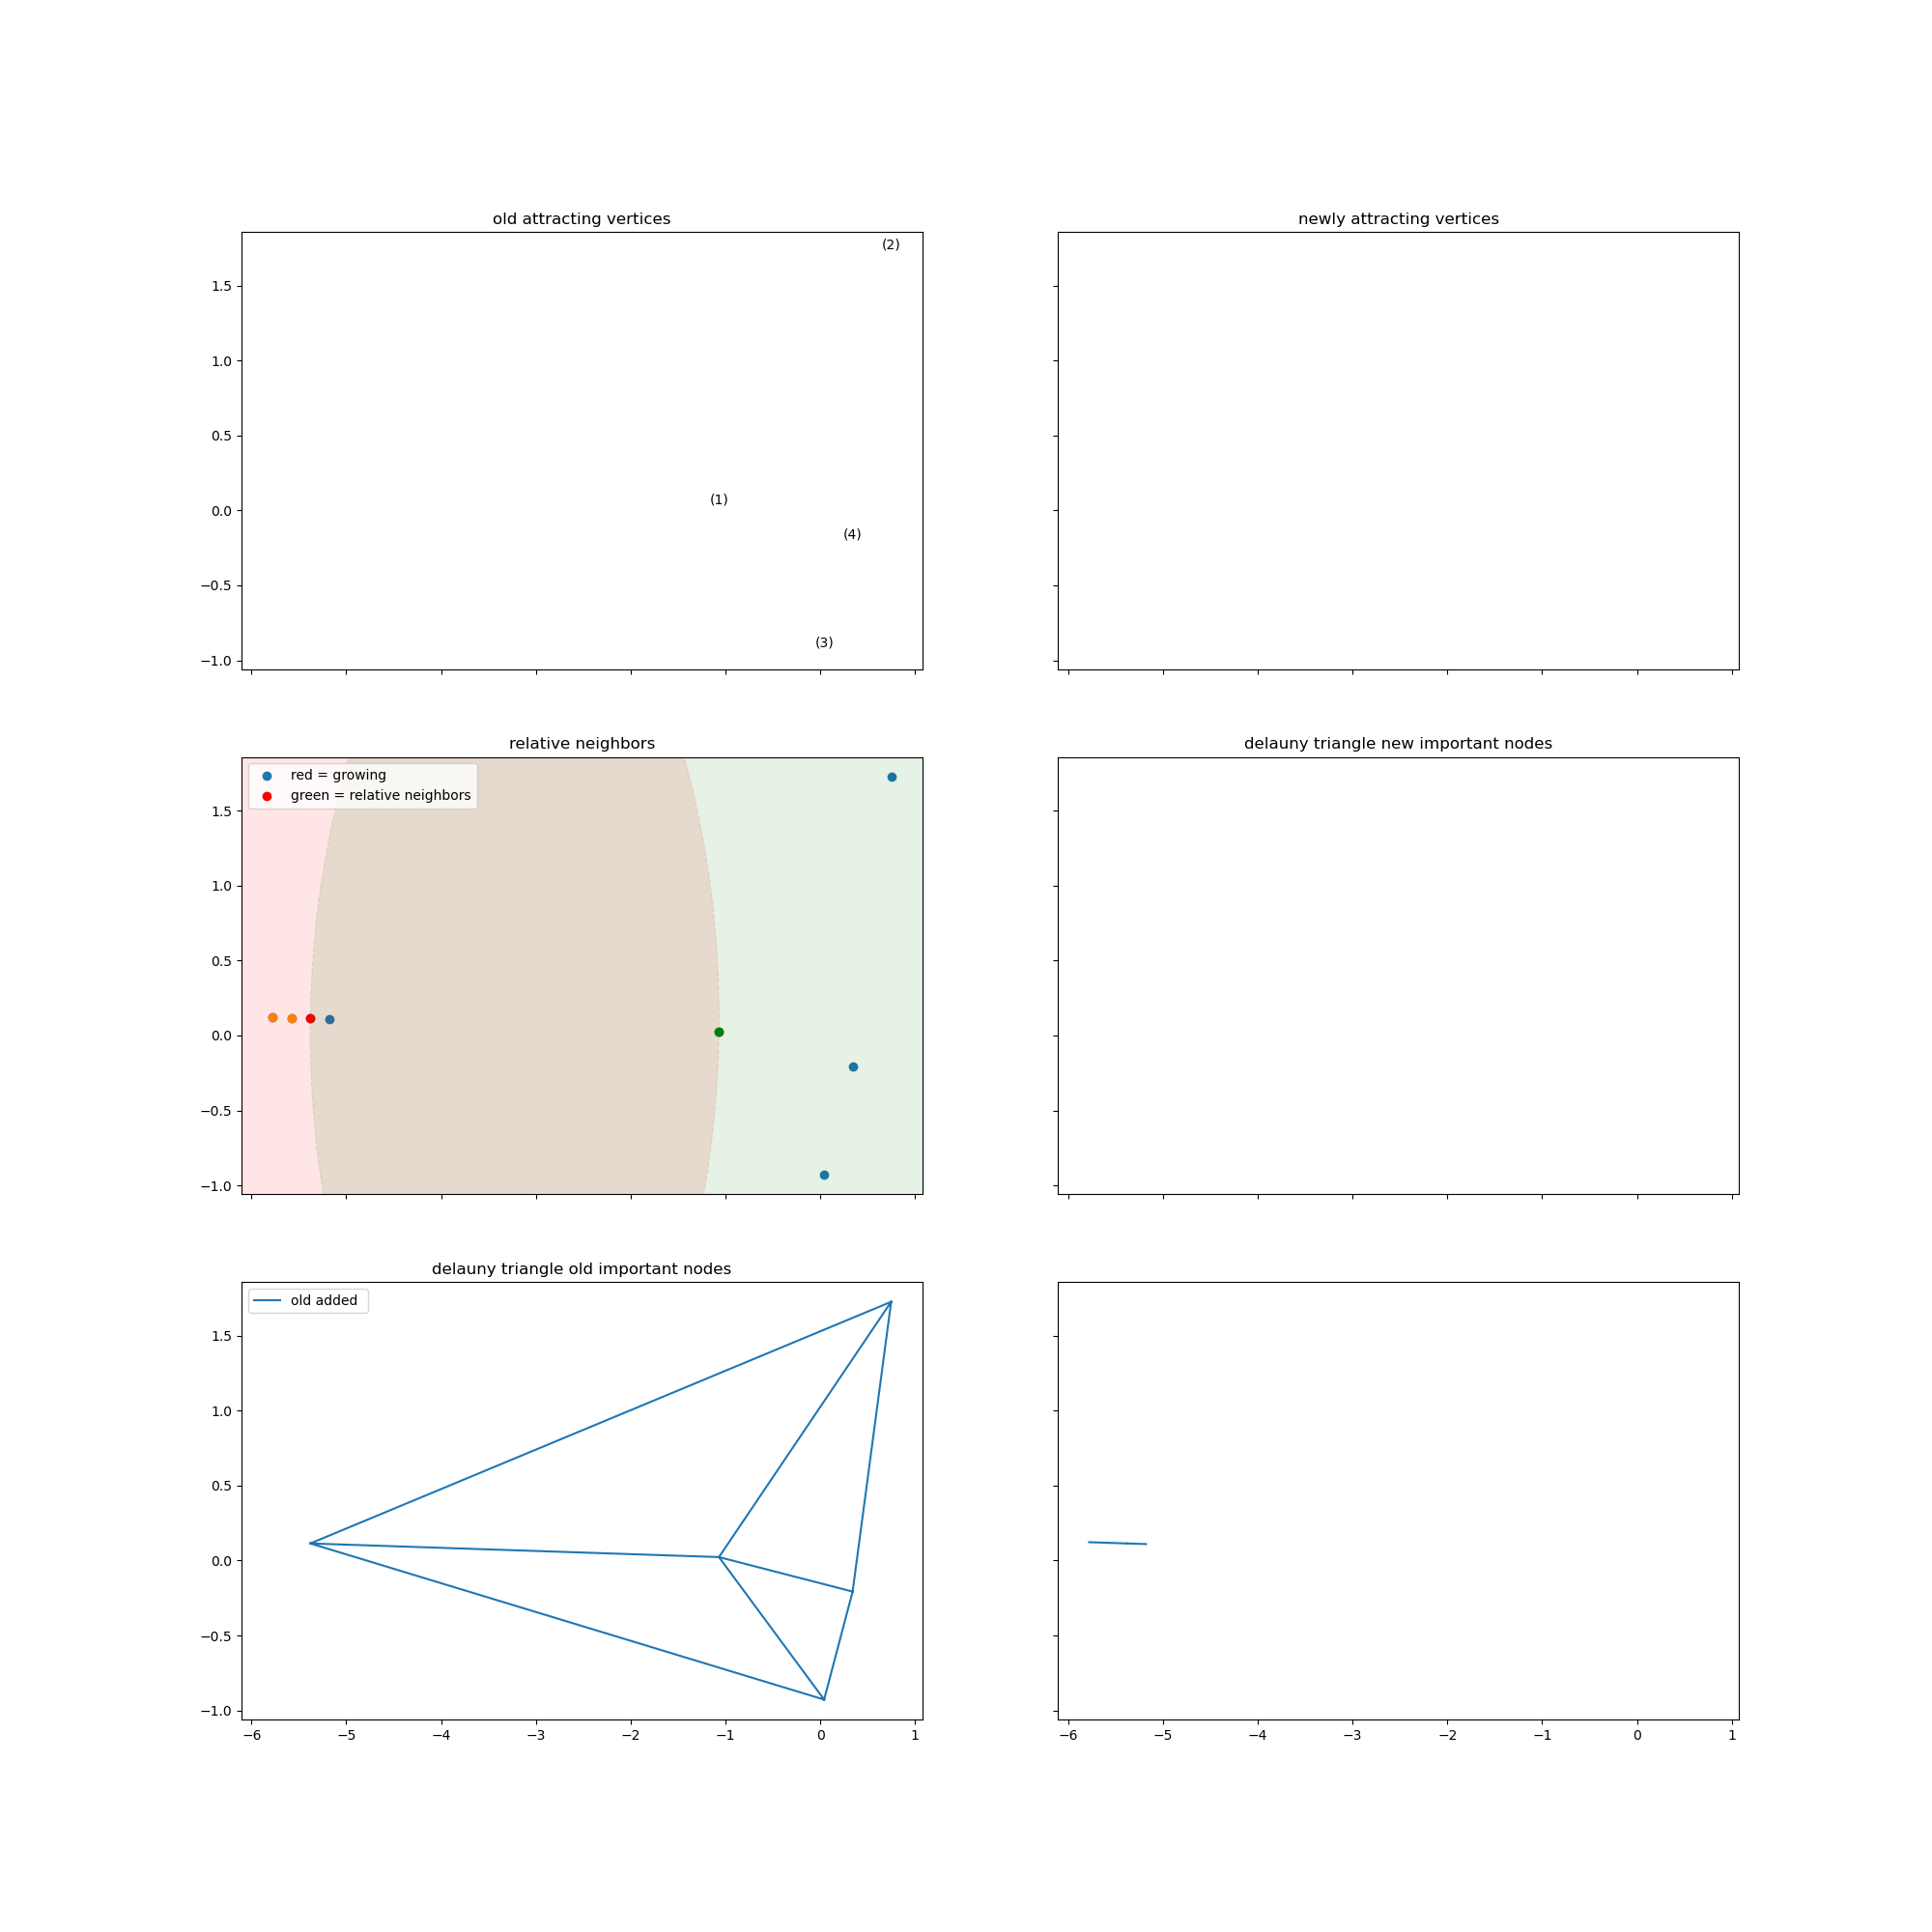 old attracting vertices
newly attracting vertices
(2)
1.5
1.0
0.5
(1)
0.0
(4)
−0.5
(3)
−1.0
relative neighbors
delauny triangle new important nodes
red = growing
green = relative neighbors
1.5
1.0
0.5
0.0
−0.5
−1.0
delauny triangle old important nodes
old added
1.5
1.0
0.5
0.0
−0.5
−1.0
−6 −5 −4 −3 −2 −1 0 1
−6 −5 −4 −3 −2 −1 0 1